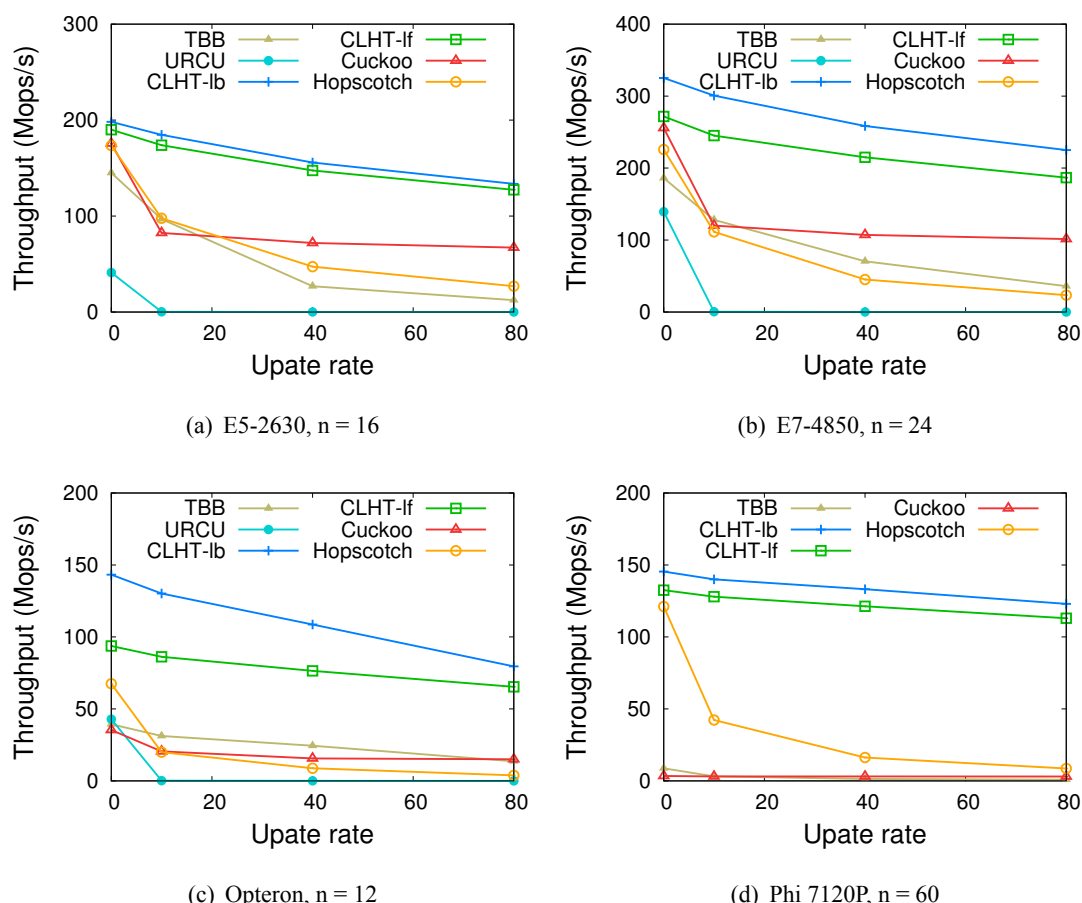 300
200
100
0
0 20 40 60 80
Throughput (Mops/s)
Upate rate
TBB
URCU
CLHT-lb
CLHT-lf
Cuckoo
Hopscotch
(a) E5-2630, n = 16
400
300
200
100
0
0 20 40 60 80
Throughput (Mops/s)
Upate rate
TBB
URCU
CLHT-lb
CLHT-lf
Cuckoo
Hopscotch
(b) E7-4850, n = 24
200
150
100
50
0
0 20 40 60 80
Throughput (Mops/s)
Upate rate
TBB
URCU
CLHT-lb
CLHT-lf
Cuckoo
Hopscotch
(c) Opteron, n = 12
200
150
100
50
0
0 20 40 60 80
Throughput (Mops/s)
Upate rate
TBB
CLHT-lb
CLHT-lf
Cuckoo
Hopscotch
(d) Phi 7120P, n = 60